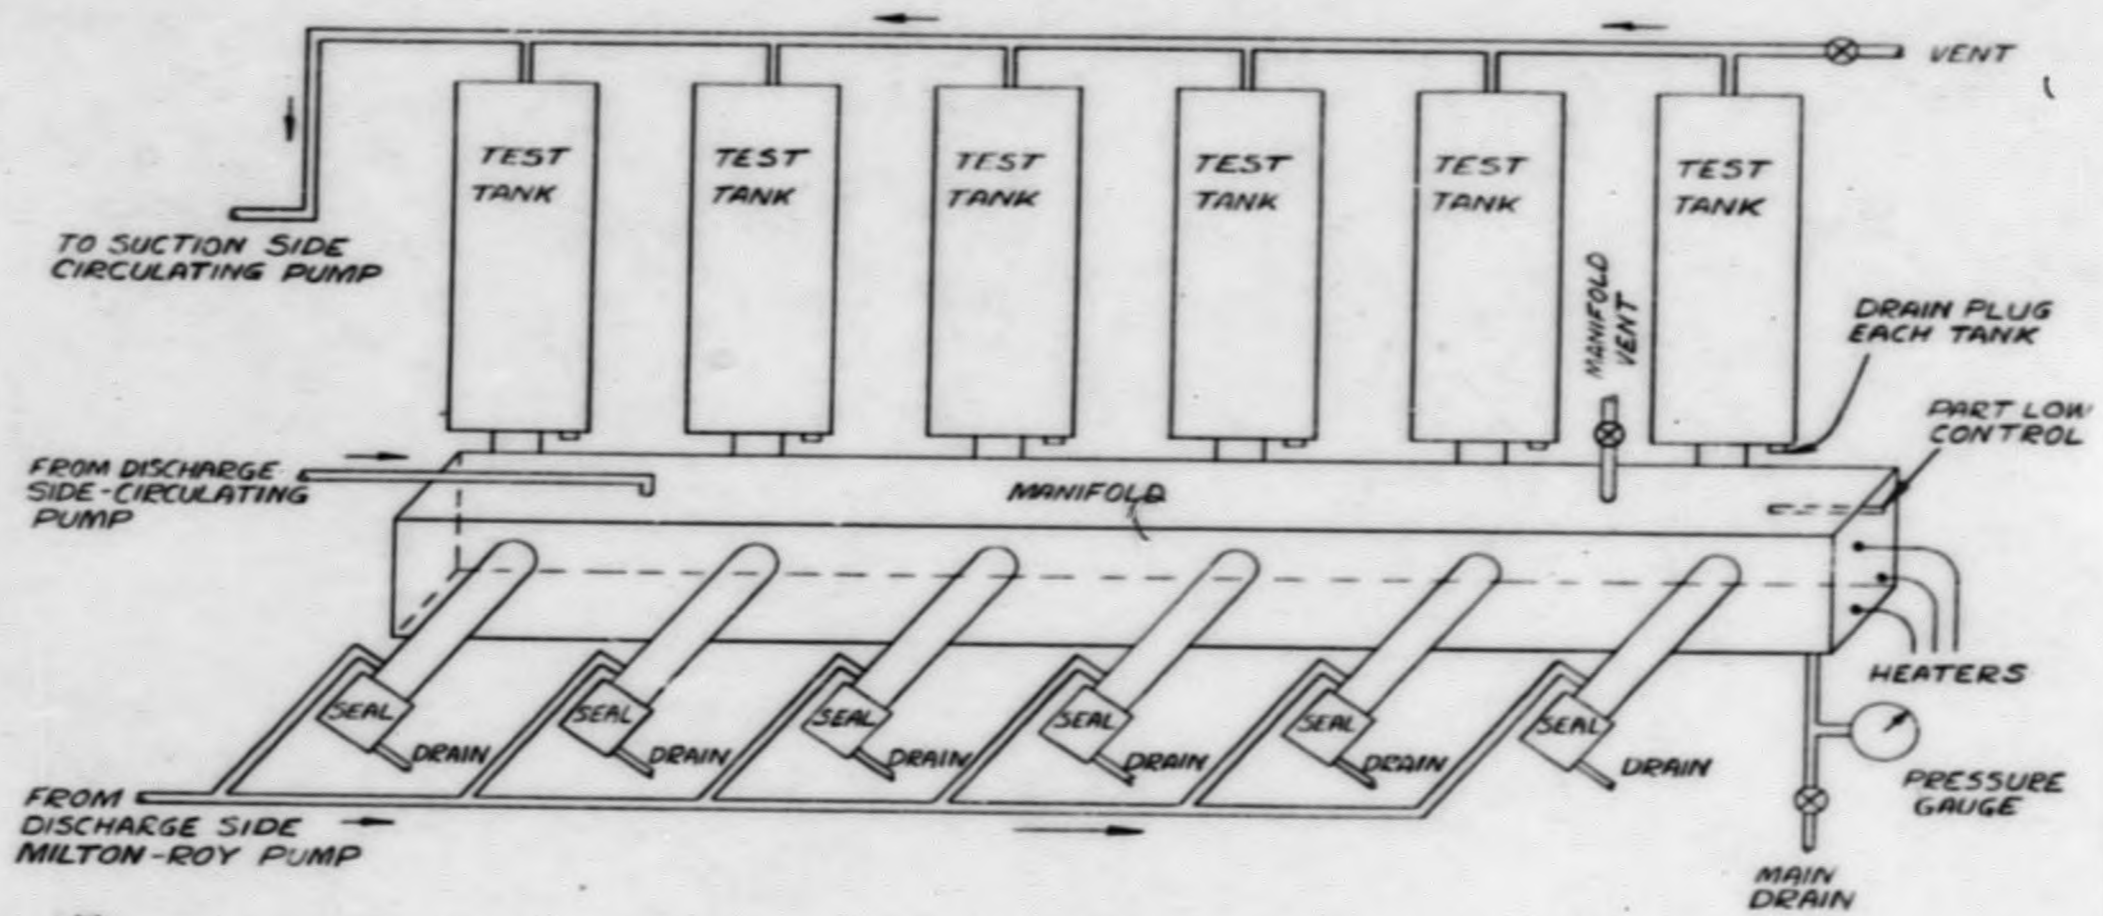 VENT
TEST
TANK
TEST
TANK
TEST
TANK
TEST
TANK
TEST
TANK
TEST
TANK
TO SUCTION SIDE
CIRCULATING PUMP
MANIFOLD
VENT
DRAIN PLUG
EACH TANK
PART LOW
CONTROL
FROM DISCHARGE
SIDE-CIRCULATING
PUMP
MANIFOLD
HEATERS
SEAL
SEAL
SEAL
SEAL
SEAL
SEAL
DRAIN
DRAIN
DRAIN
DRAIN
DRAIN
DRAIN
PRESSURE
GAUGE
FROM
DISCHARGE SIDE
MILTON-ROY PUMP
MAIN
DRAIN